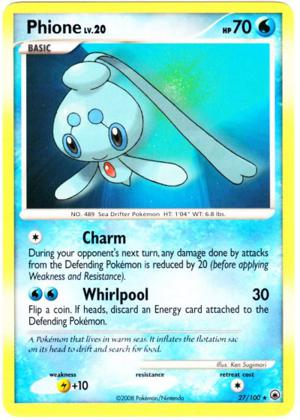 Phione LV.20 HP 70
BASIC
NO. 489 Sea Drifter Pokémon HT: 1'04" WT: 6.8 lbs.
Charm
During your opponent's next turn, any damage done by attacks
from the Defending Pokémon is reduced by 20 (before applying
Weakness and Resistance).
Whirlpool 30
Flip a coin. If heads, discard an Energy card attached to the
Defending Pokémon.
A Pokémon that lives in warm seas. It inflates the flotation sac
on its head to drift and search for food.
Illus. Ken Sugimori
weakness resistance retreat cost
+10
©2008 Pokémon/Nintendo 27/100